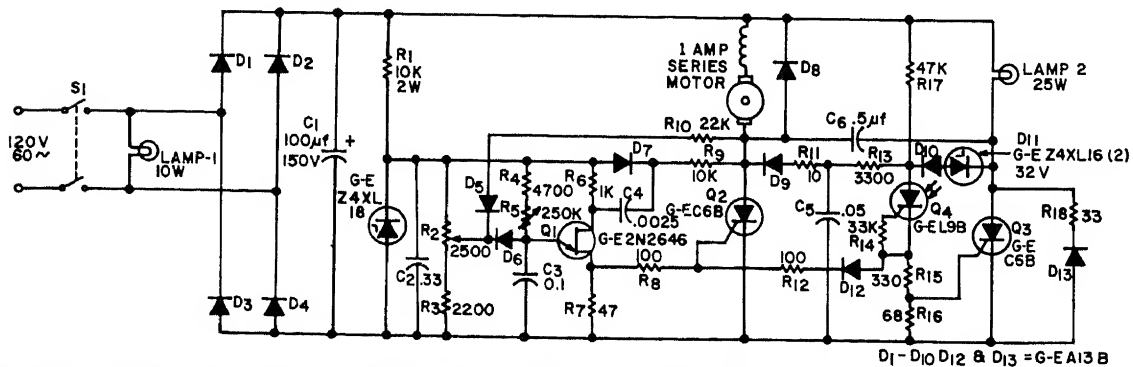 S1
120V
60~
LAMP-1
10W
D1
D2
D3
D4
C1
100µf
150V
+
R1
10K
2W
G-E
Z4XL
18
C2 .33
R2
2500
R3
2200
D5
D6
R4
4700
R5
250K
C3
0.1
Q1
G-E 2N2646
R6
1K
C4
.0025
D7
R7
47
100
R8
1 AMP
SERIES
MOTOR
D8
R10 22K
R9
10K
Q2
G-EC6B
D9
R11
10
C5
.05
C6 .5µf
R13
3300
47K
R17
LAMP 2
25W
D10
D11
G-E Z4XL16 (2)
32V
Q4
G-EL9B
33K
R14
100
R12
D12
330
R15
68
R16
Q3
G-E
C6B
R18
33
D13
D1-D10 D12 & D13 = G-E A13B